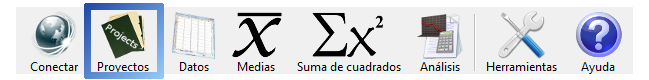 Projects
x̅
Σx²
Conectar
Proyectos
Datos
Medias
Suma de cuadrados
Análisis
Herramientas
?
Ayuda